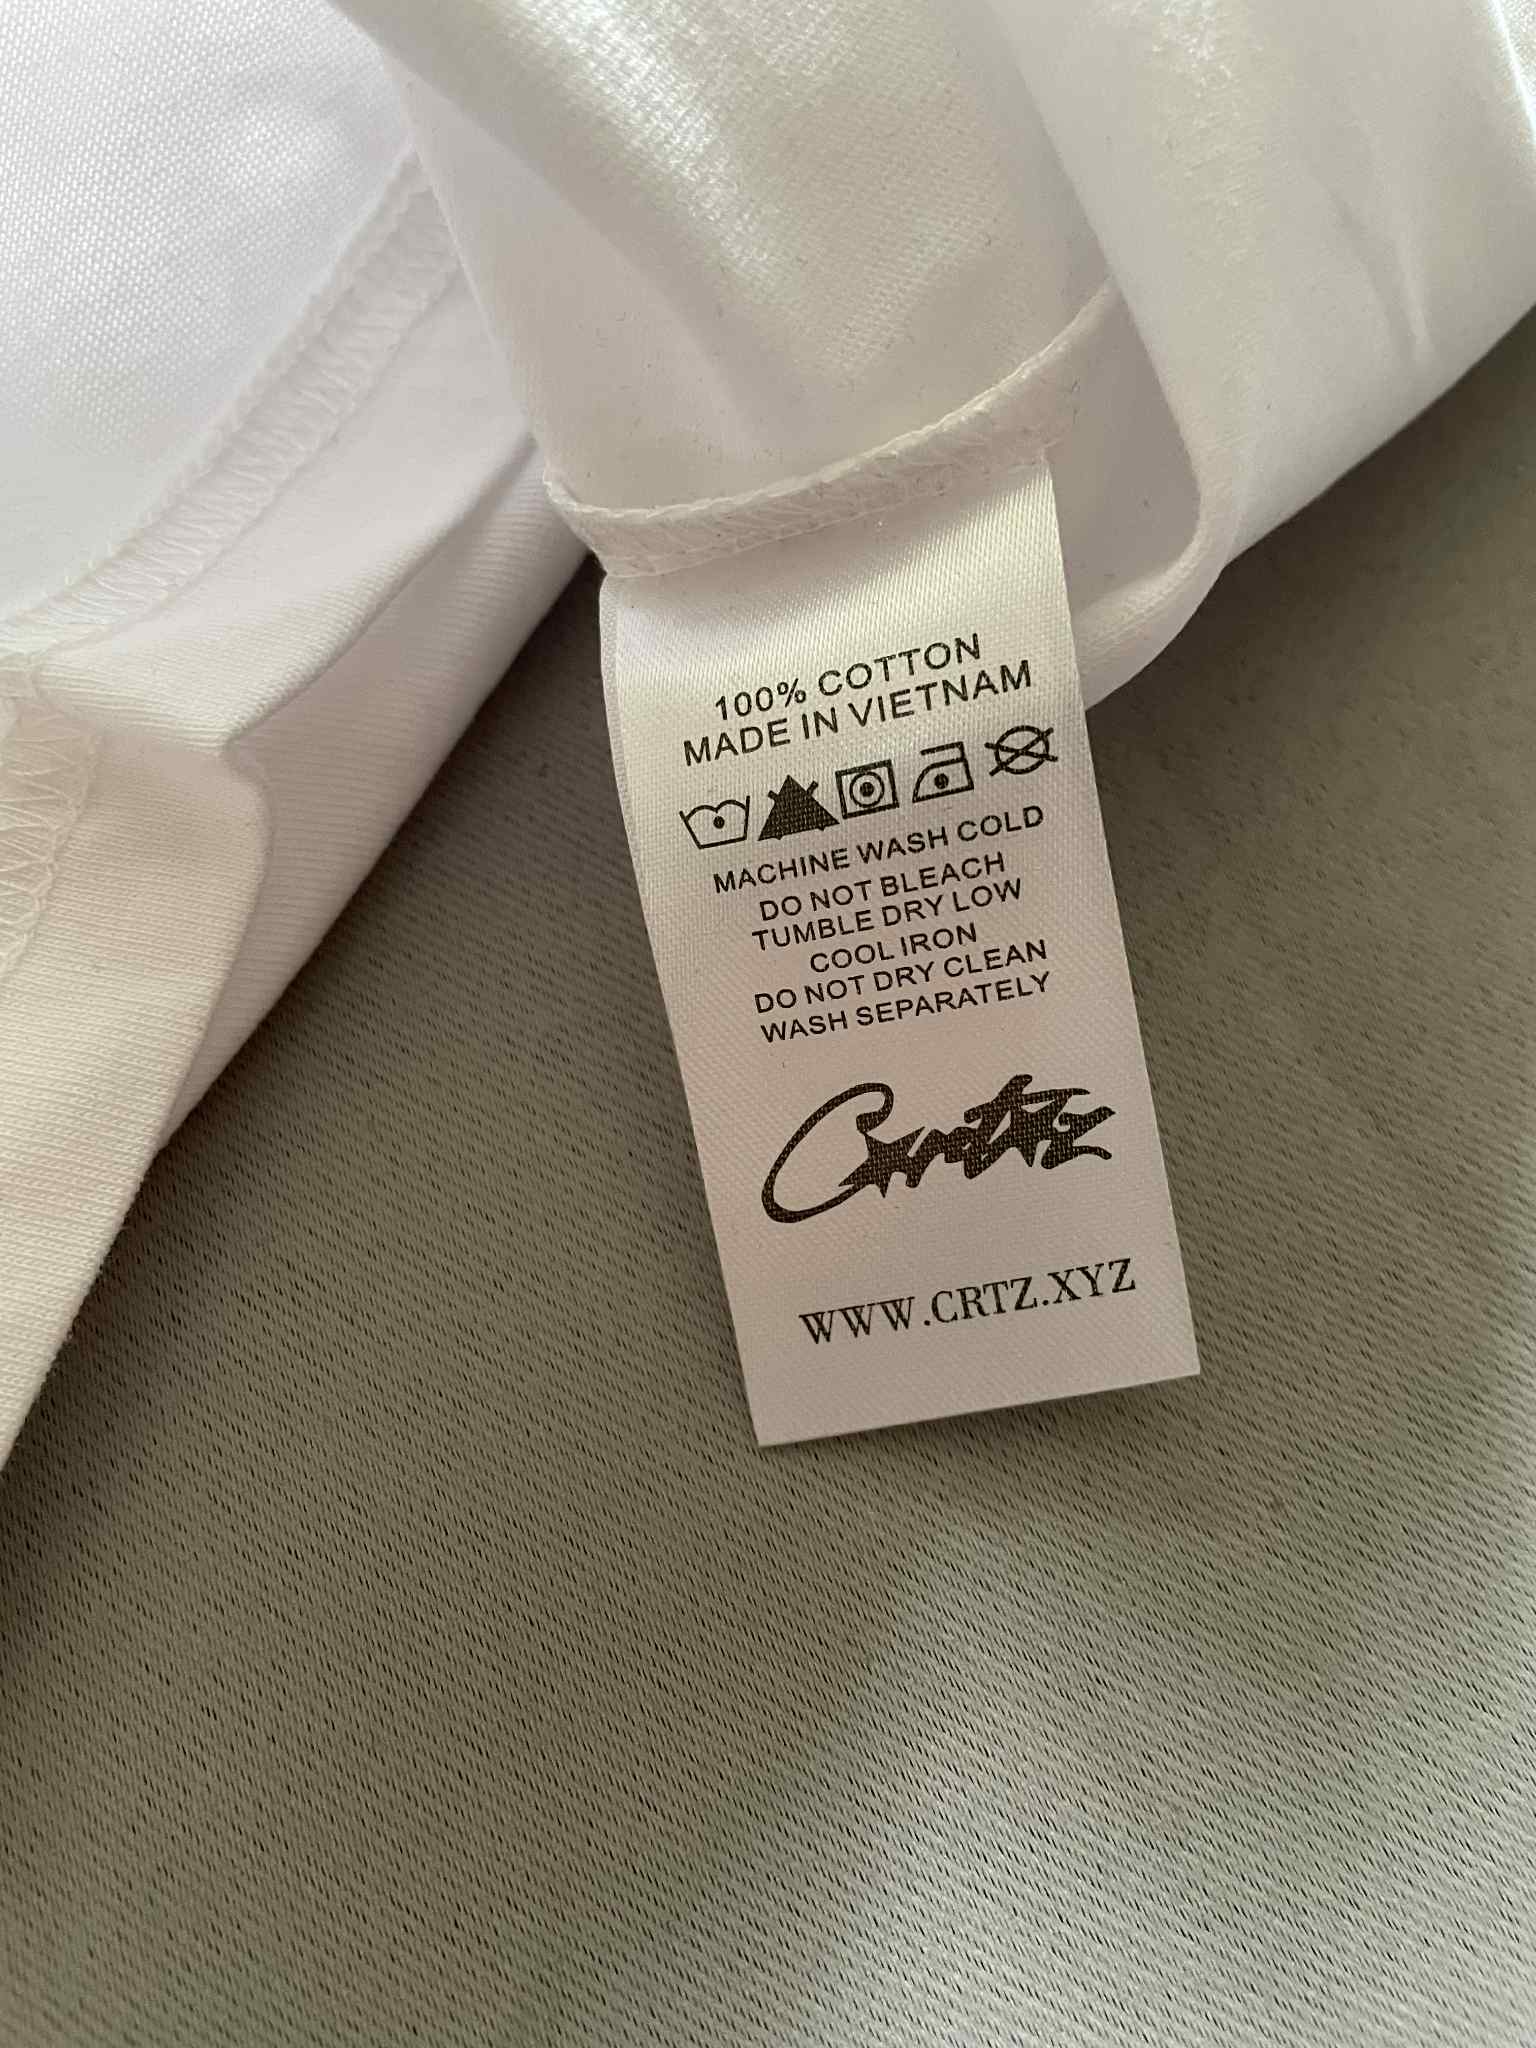 100% COTTON
MADE IN VIETNAM
MACHINE WASH COLD
DO NOT BLEACH
TUMBLE DRY LOW
COOL IRON
DO NOT DRY CLEAN
WASH SEPARATELY
Crtz
WWW.CRTZ.XYZ